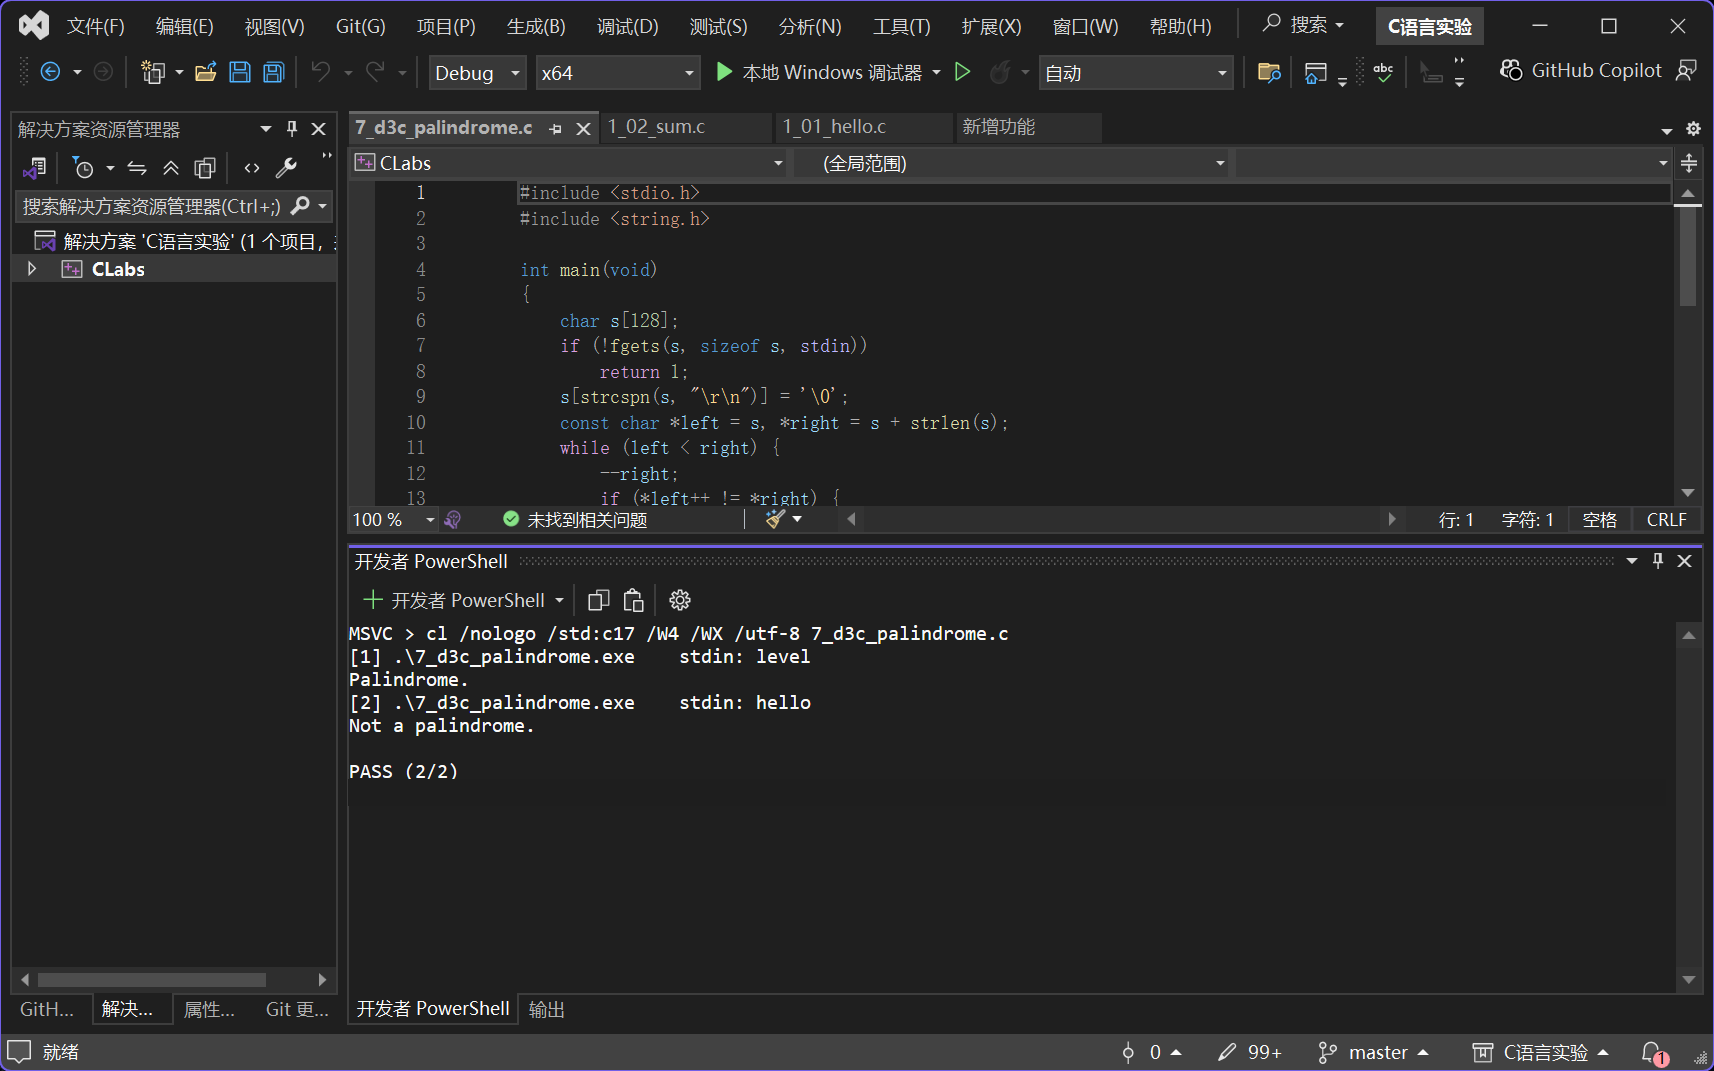 文件(F) 编辑(E) 视图(V) Git(G) 项目(P) 生成(B) 调试(D) 测试(S) 分析(N) 工具(T) 扩展(X) 窗口(W) 帮助(H) 搜索 C语言实验
Debug x64 本地 Windows 调试器 自动 abc GitHub Copilot
解决方案资源管理器
搜索解决方案资源管理器(Ctrl+;)
解决方案 'C语言实验' (1 个项目,
CLabs
7_d3c_palindrome.c 1_02_sum.c 1_01_hello.c 新增功能
CLabs (全局范围)
1 #include <stdio.h>
2 #include <string.h>
3
4 int main(void)
5 {
6 char s[128];
7 if (!fgets(s, sizeof s, stdin))
8 return 1;
9 s[strcspn(s, "\r\n")] = '\0';
10 const char *left = s, *right = s + strlen(s);
11 while (left < right) {
12 --right;
13 if (*left++ != *right) {
100 % 未找到相关问题 行: 1 字符: 1 空格 CRLF
开发者 PowerShell
开发者 PowerShell
MSVC > cl /nologo /std:c17 /W4 /WX /utf-8 7_d3c_palindrome.c
[1] .\7_d3c_palindrome.exe stdin: level
Palindrome.
[2] .\7_d3c_palindrome.exe stdin: hello
Not a palindrome.
PASS (2/2)
GitH... 解决... 属性... Git 更... 开发者 PowerShell 输出
就绪 0 99+ master C语言实验 1